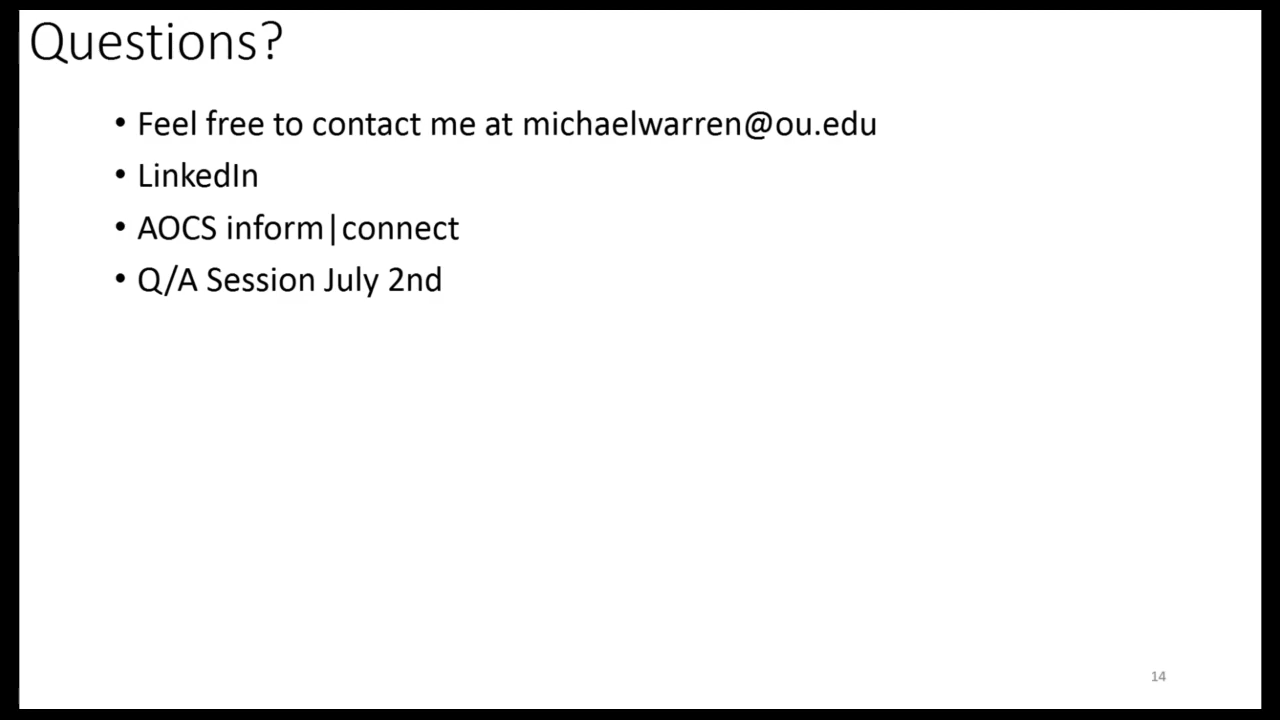 Questions?
• Feel free to contact me at michaelwarren@ou.edu
• LinkedIn
• AOCS inform|connect
• Q/A Session July 2nd
14